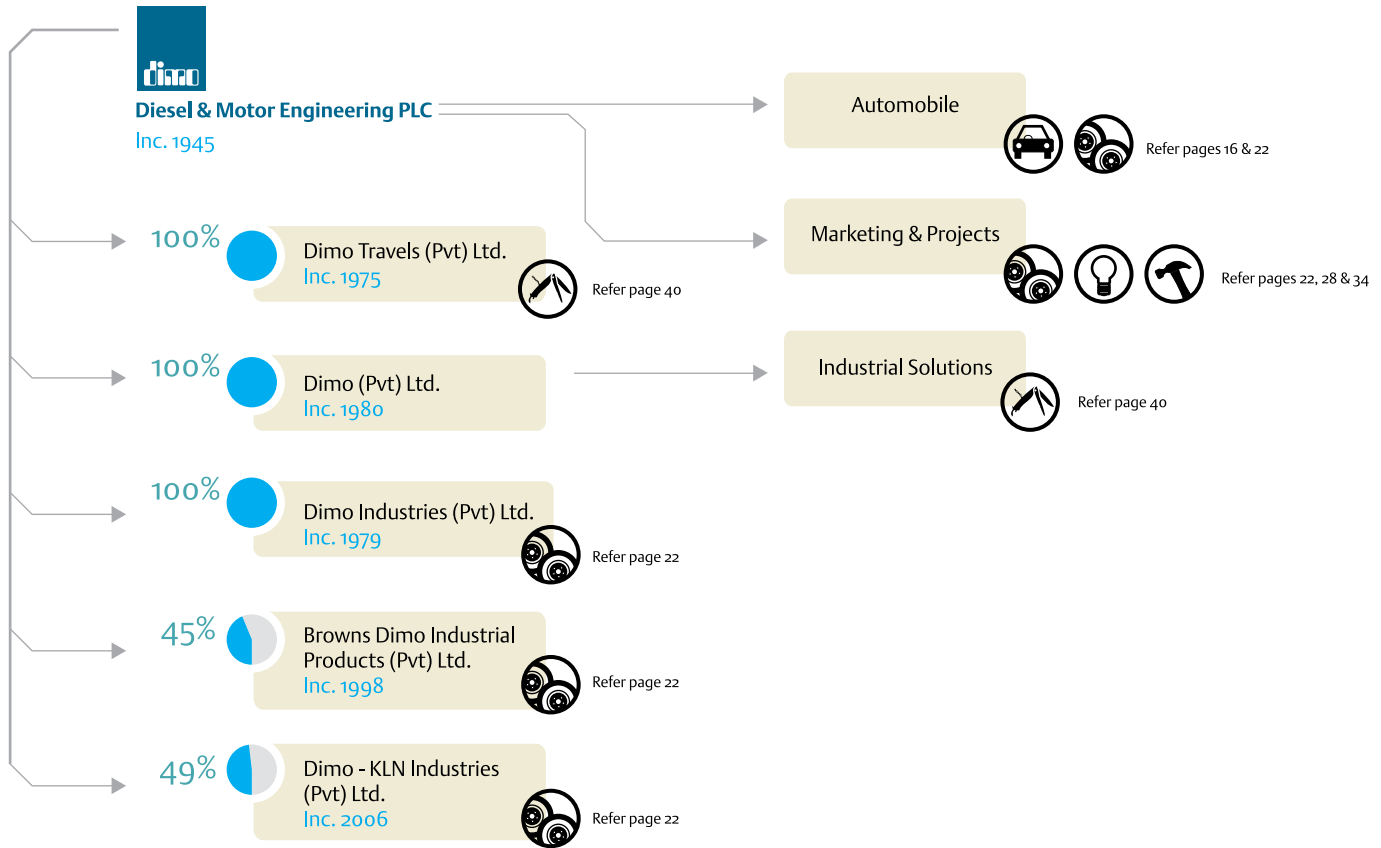 dimo
Diesel & Motor Engineering PLC
Inc. 1945
Automobile
Refer pages 16 & 22
Marketing & Projects
Refer pages 22, 28 & 34
100%
Dimo Travels (Pvt) Ltd.
Inc. 1975
Refer page 40
100%
Dimo (Pvt) Ltd.
Inc. 1980
Industrial Solutions
Refer page 40
100%
Dimo Industries (Pvt) Ltd.
Inc. 1979
Refer page 22
45%
Browns Dimo Industrial
Products (Pvt) Ltd.
Inc. 1998
Refer page 22
49%
Dimo - KLN Industries
(Pvt) Ltd.
Inc. 2006
Refer page 22